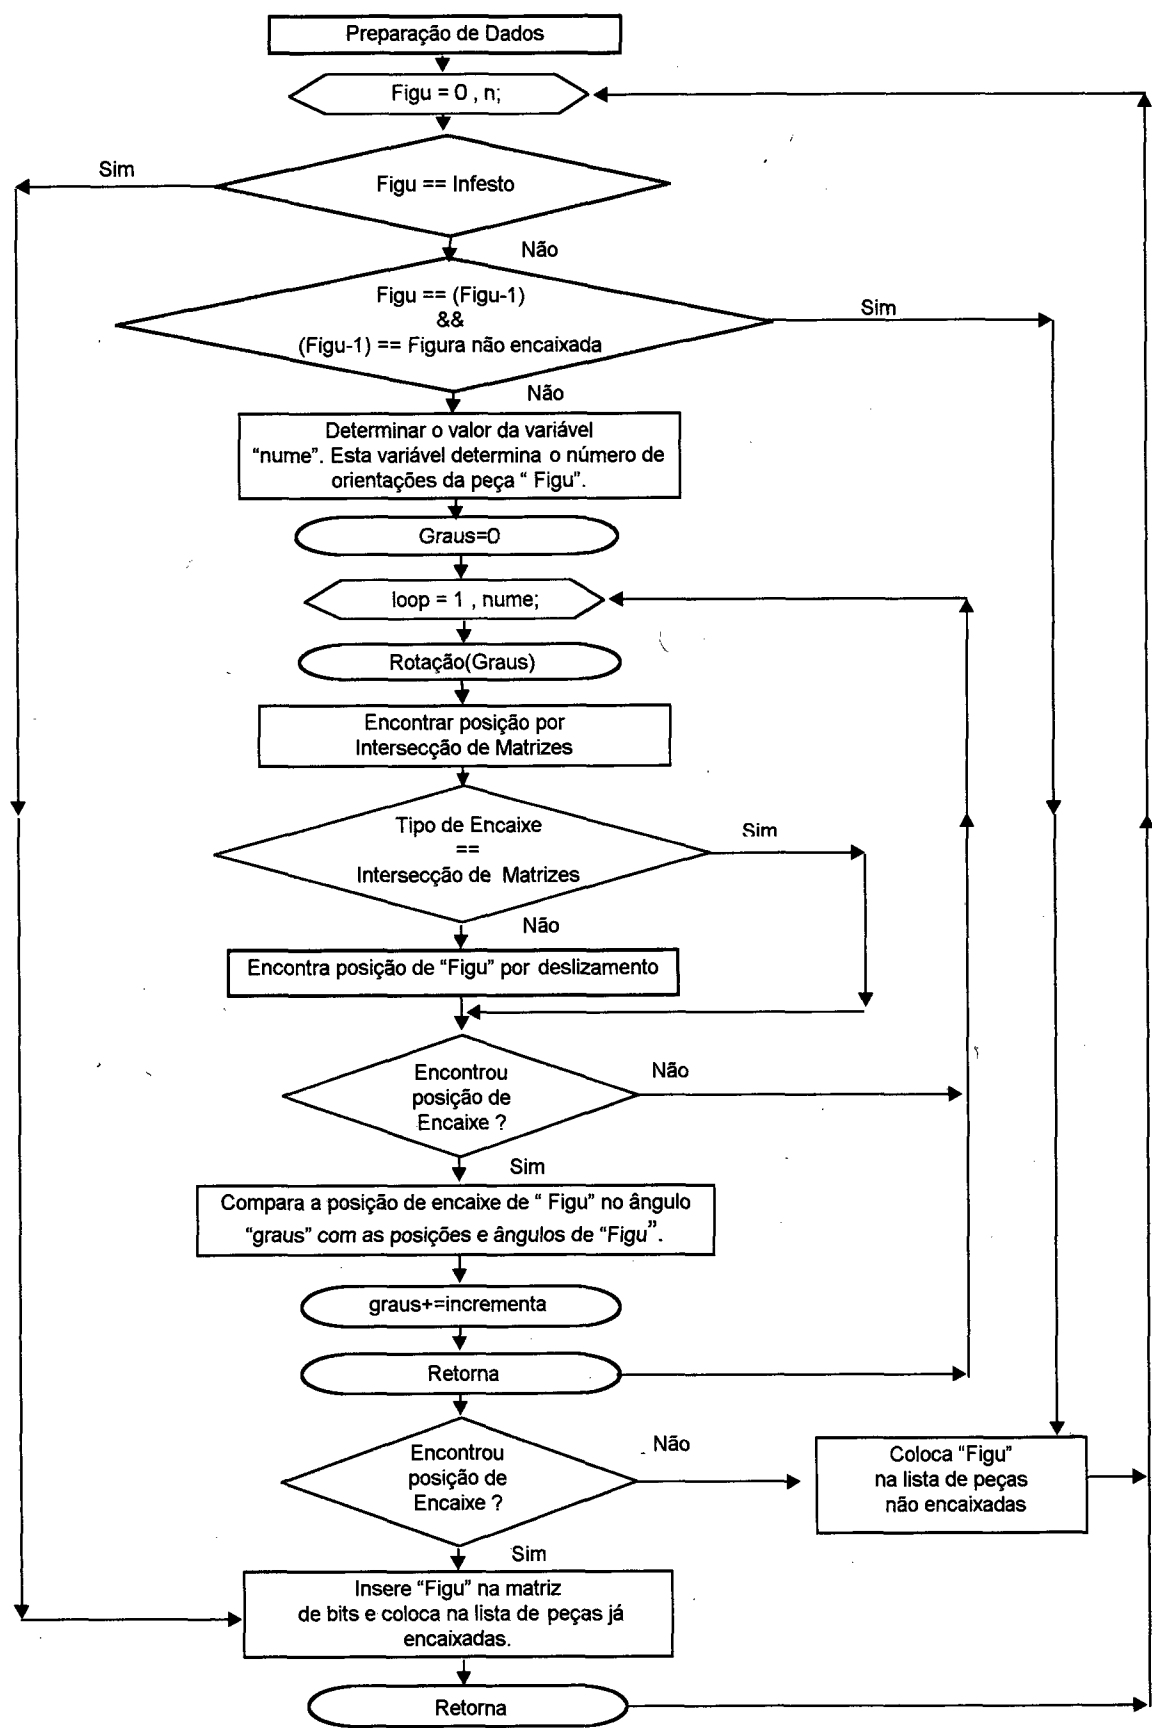 Preparação de Dados
Figu = 0 , n;
Sim
Figu == Infesto
Não
Figu == (Figu-1)
&&
(Figu-1) == Figura não encaixada
Sim
Não
Determinar o valor da variável
“nume”. Esta variável determina o número de
orientações da peça “ Figu”.
Graus=0
loop = 1 , nume;
Rotação(Graus)
Encontrar posição por
Intersecção de Matrizes
Tipo de Encaixe
==
Intersecção de Matrizes
Sim
Não
Encontra posição de “Figu” por deslizamento
Encontrou
posição de
Encaixe ?
Não
Sim
Compara a posição de encaixe de “ Figu” no ângulo
“graus” com as posições e ângulos de “Figu”.
graus+=incrementa
Retorna
Encontrou
posição de
Encaixe ?
Não
Coloca “Figu”
na lista de peças
não encaixadas
Sim
Insere “Figu” na matriz
de bits e coloca na lista de peças já
encaixadas.
Retorna